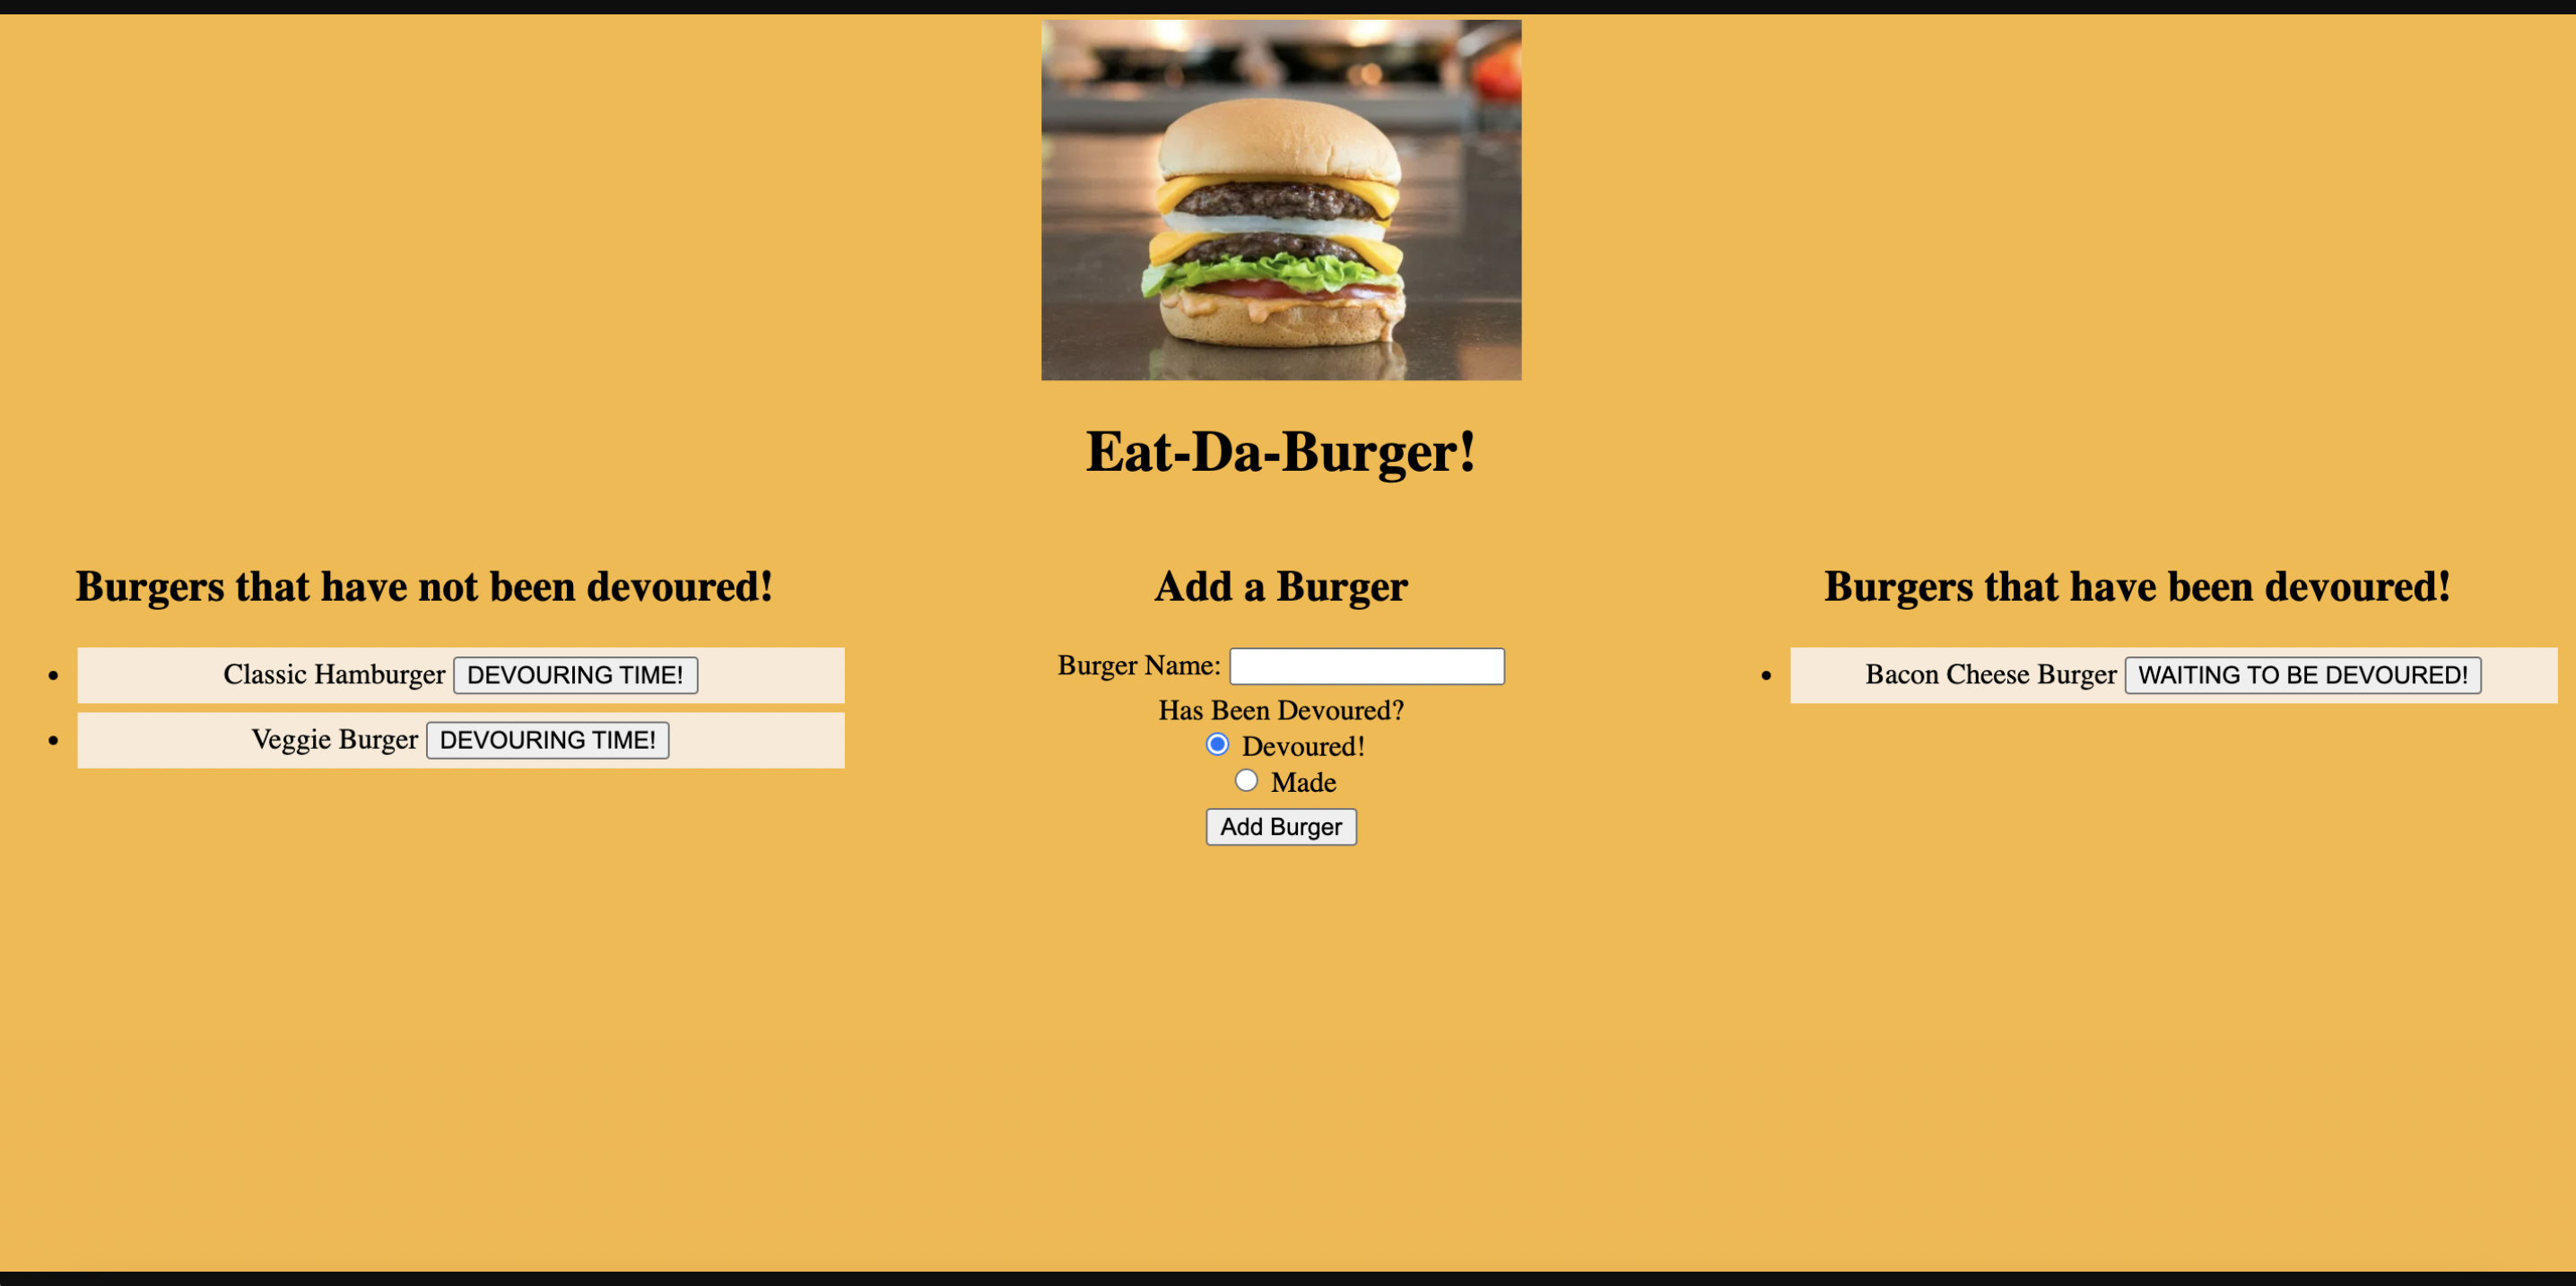 Eat-Da-Burger!
Burgers that have not been devoured!
Classic Hamburger DEVOURING TIME!
Veggie Burger DEVOURING TIME!
Add a Burger
Burger Name:
Has Been Devoured?
Devoured!
Made
Add Burger
Burgers that have been devoured!
Bacon Cheese Burger WAITING TO BE DEVOURED!